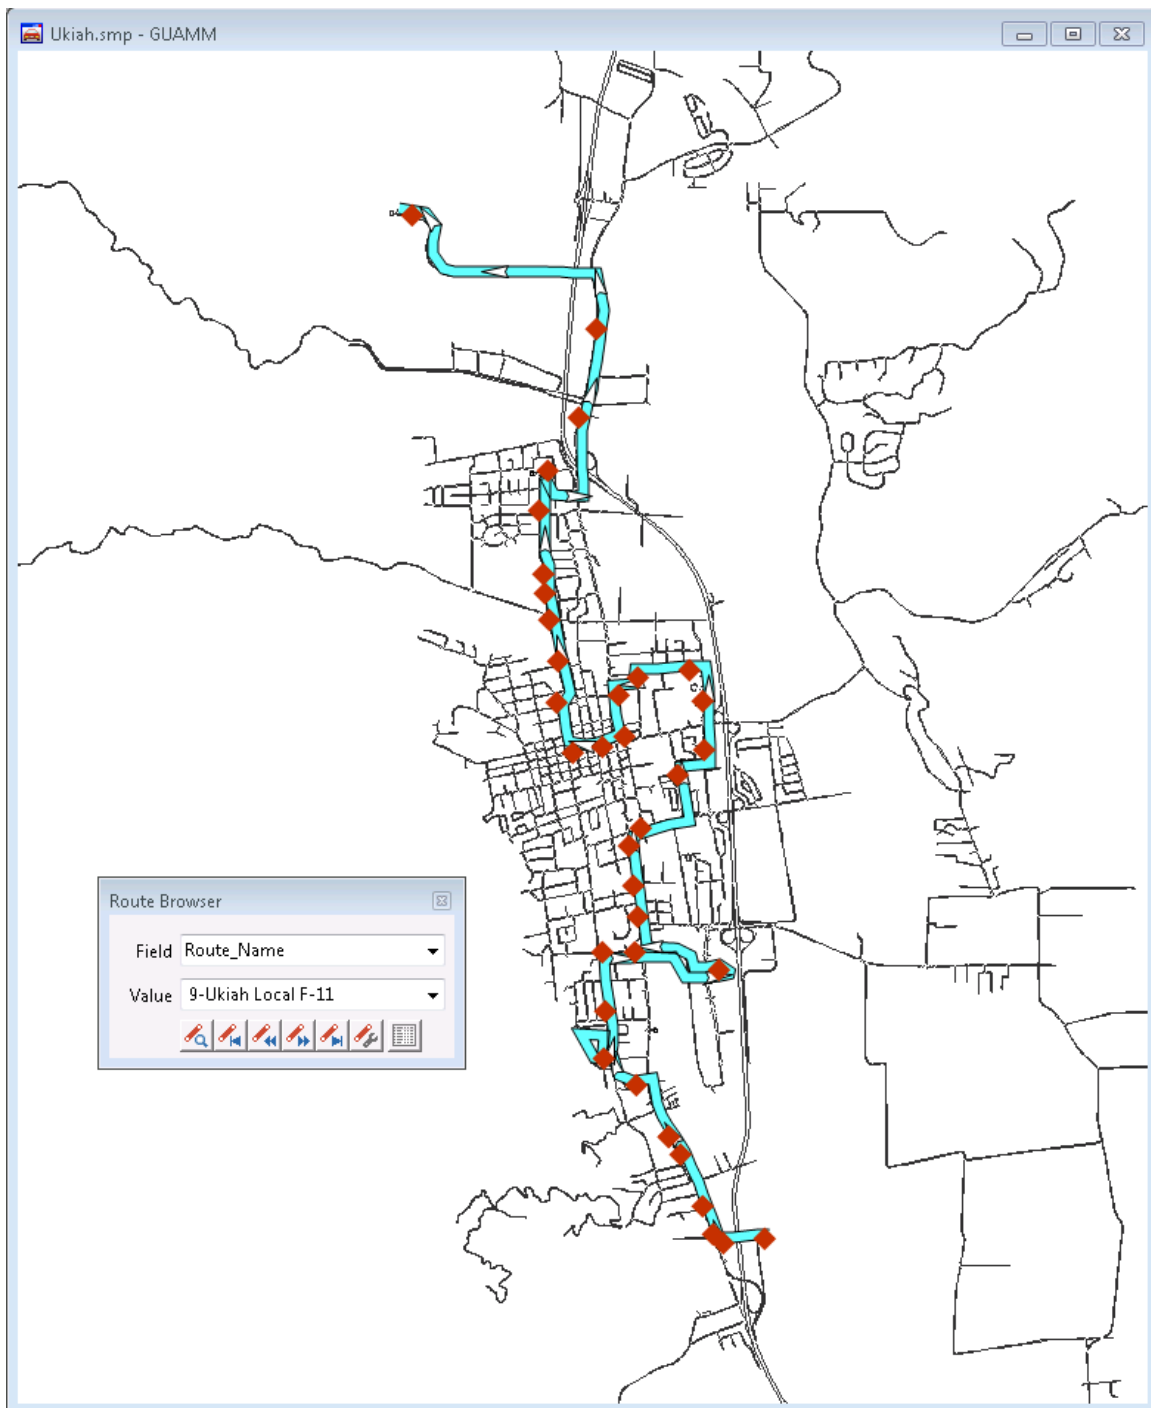 Ukiah.smp - GUAMM
Route Browser
Field Route_Name
Value 9-Ukiah Local F-11